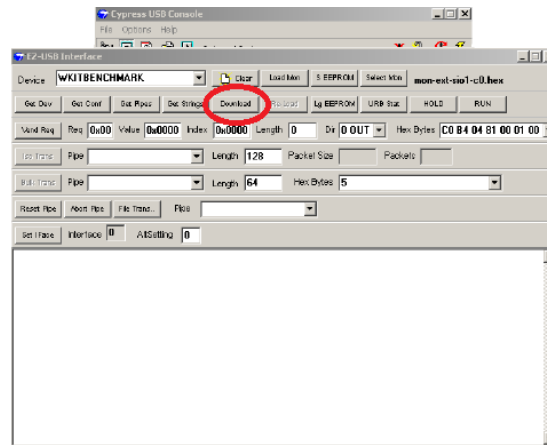 Cypress USB Console
File Options Help
EZ-USB Interface
Device WKITBENCHMARK Clear Load Mon S EEPROM Select Mon mon-ext-sio1-c0.hex
Get Dev Get Conf Get Pipes Get Strings Download Re-load Lg EEPROM URB Stat HOLD RUN
Vend Req Req 0x00 Value 0x0000 Index 0x0000 Length 0 Dir 0 OUT Hex Bytes C0 B4 04 81 00 01 00
Iso Trans Pipe Length 128 Packet Size Packets
Bulk Trans Pipe Length 64 Hex Bytes 5
Reset Pipe Abort Pipe File Trans.. Pipe
Set IFace Interface 0 AltSetting 0